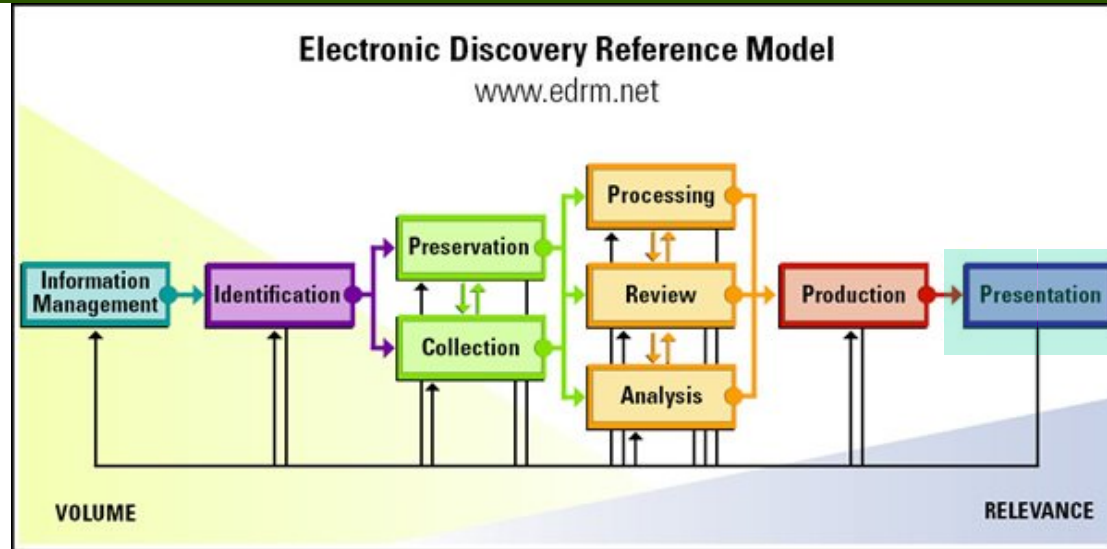 Electronic Discovery Reference Model
www.edrm.net
Information
Management
Identification
Preservation
Collection
Processing
Review
Analysis
Production
Presentation
VOLUME
RELEVANCE